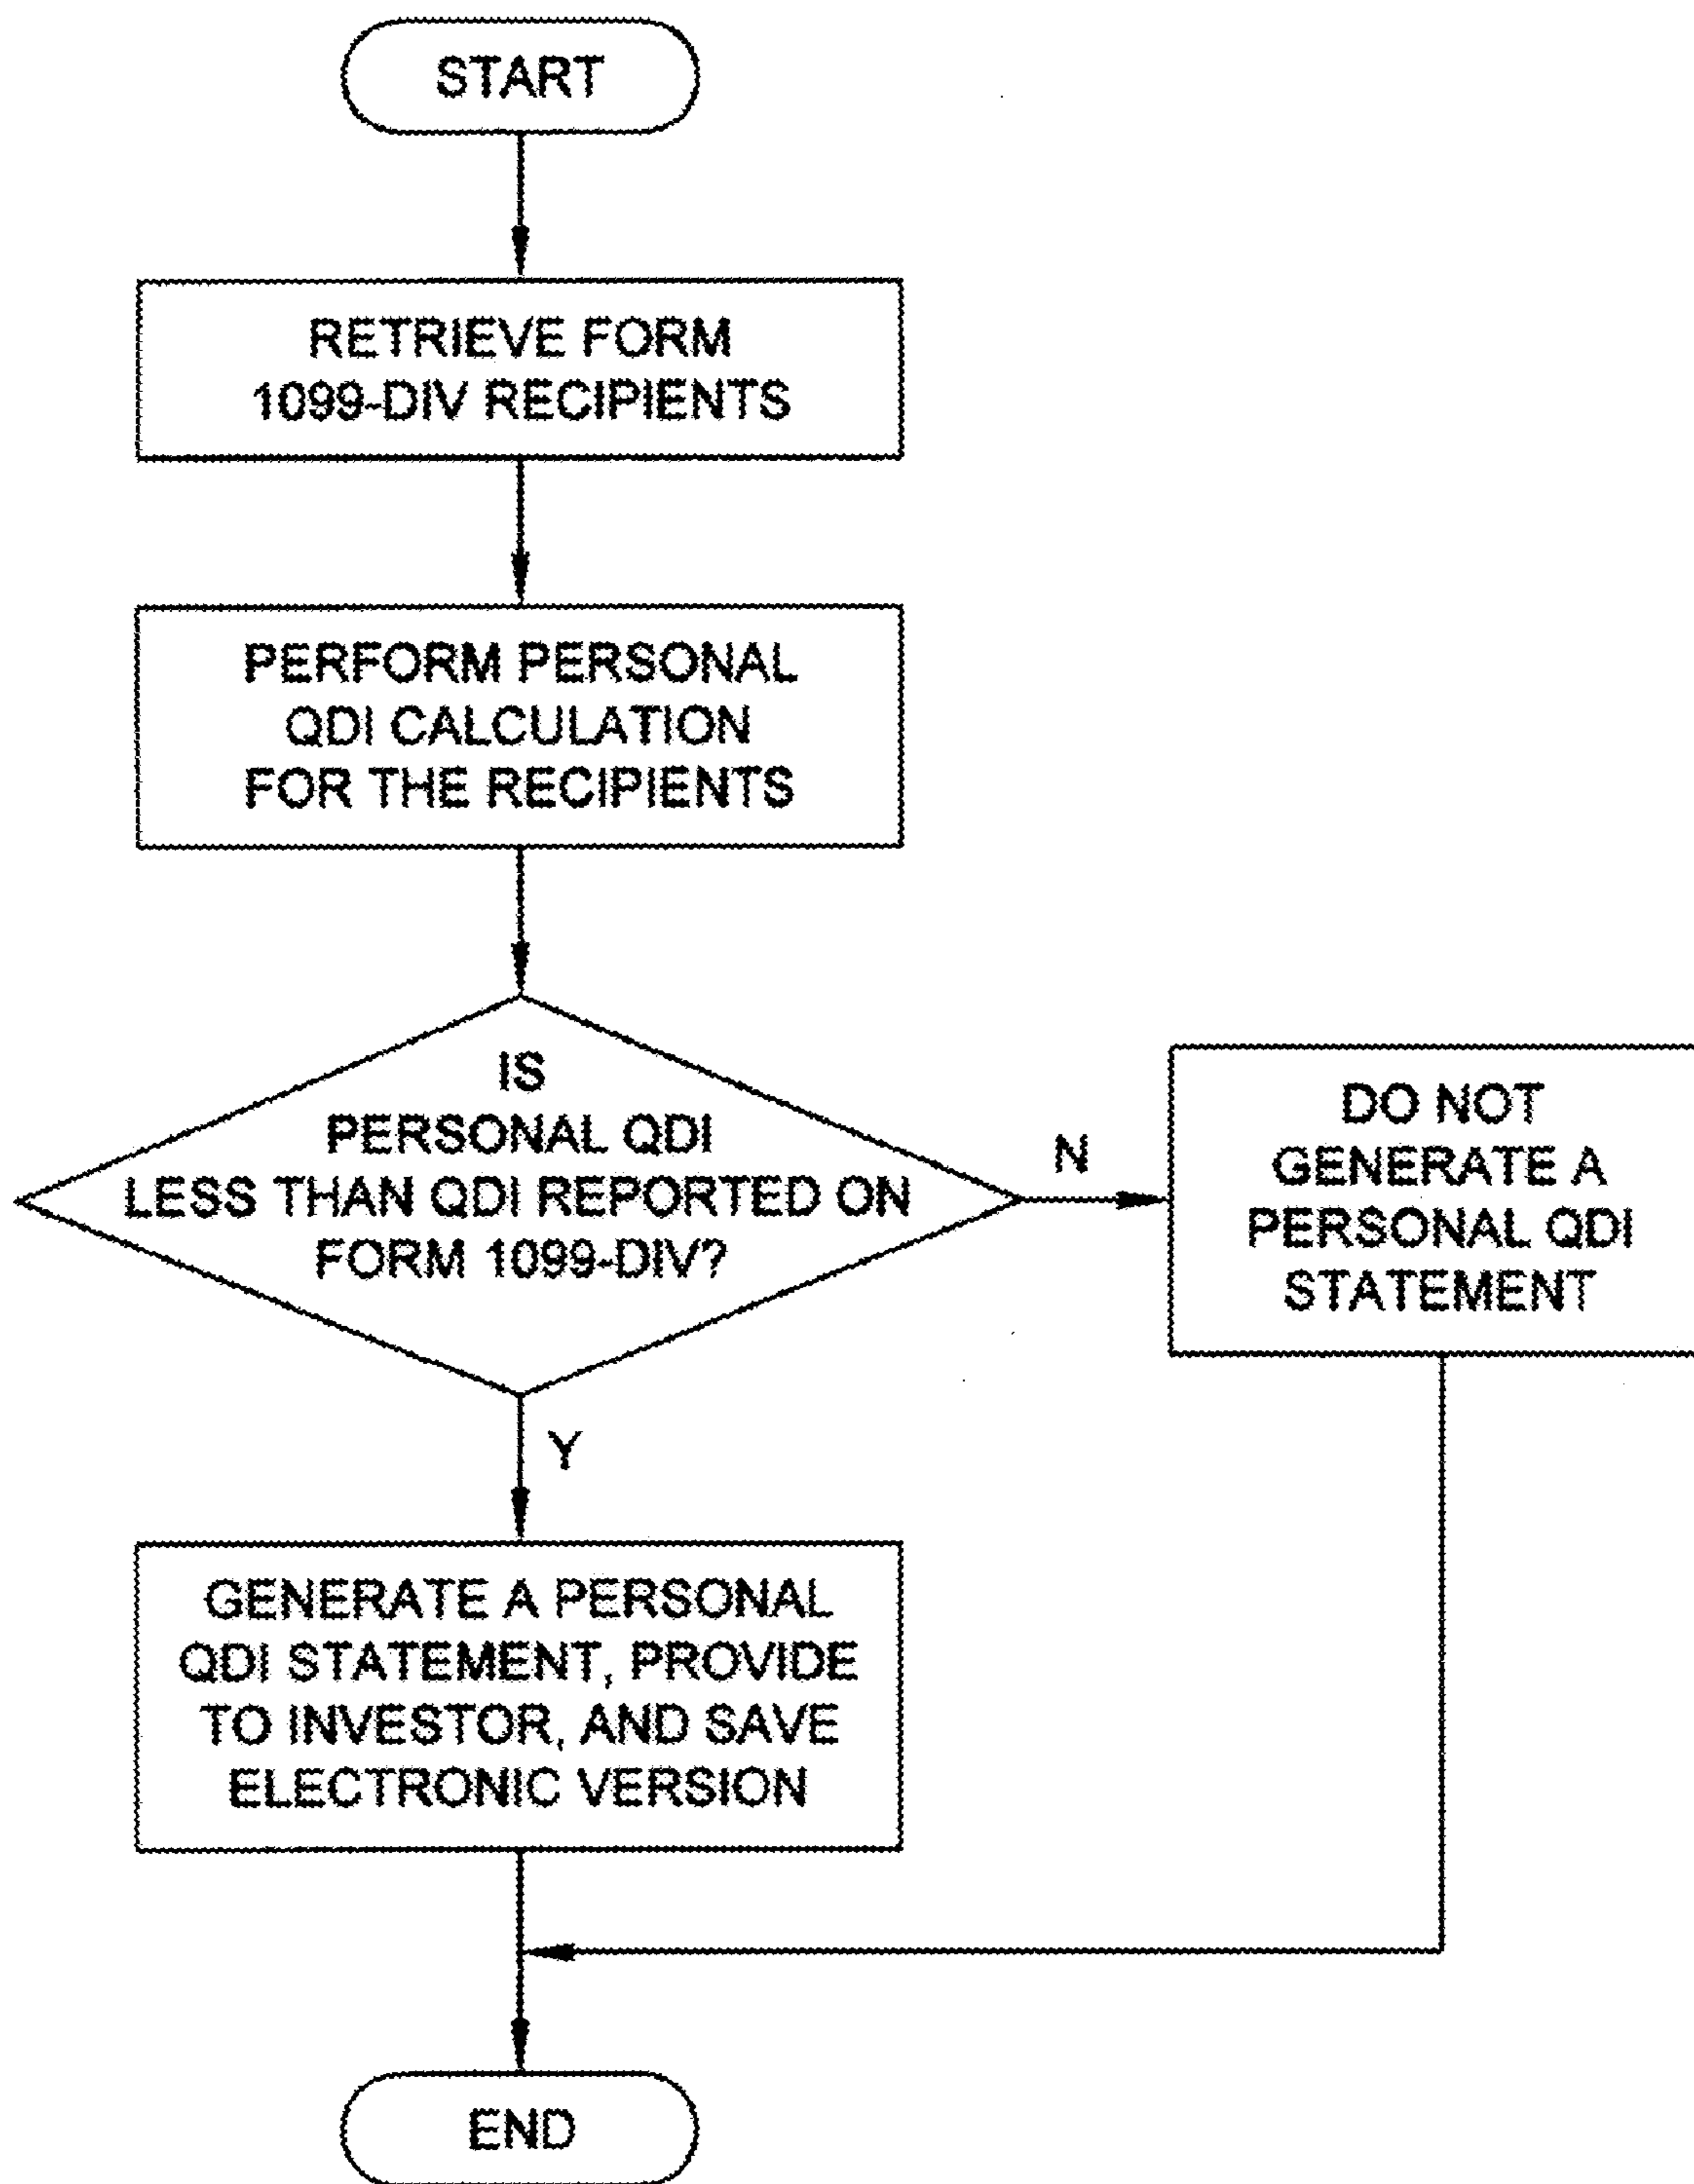 START
RETRIEVE FORM
1099-DIV RECIPIENTS
PERFORM PERSONAL
QDI CALCULATION
FOR THE RECIPIENTS
IS
PERSONAL QDI
LESS THAN QDI REPORTED ON
FORM 1099-DIV?
N
DO NOT
GENERATE A
PERSONAL QDI
STATEMENT
Y
GENERATE A PERSONAL
QDI STATEMENT, PROVIDE
TO INVESTOR, AND SAVE
ELECTRONIC VERSION
END